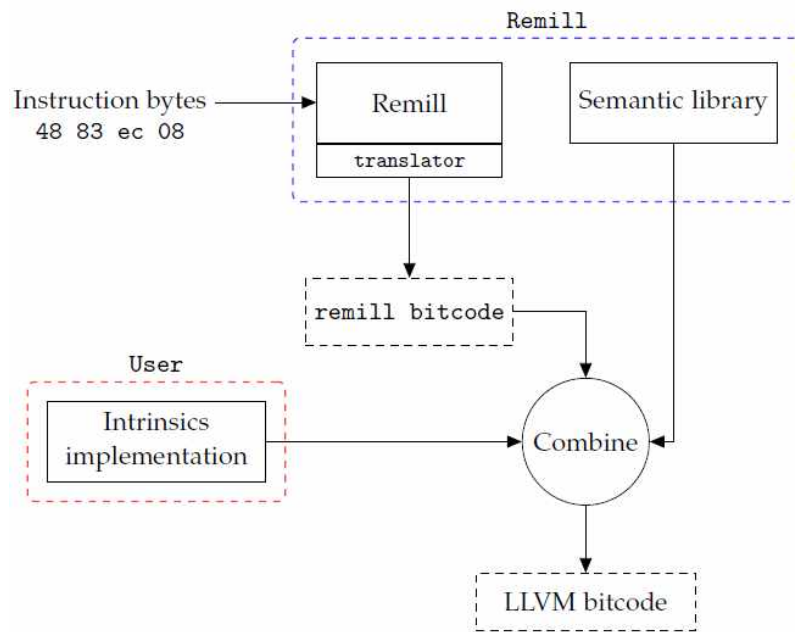 Remill
Instruction bytes
48 83 ec 08
Remill
translator
Semantic library
remill bitcode
User
Intrinsics
implementation
Combine
LLVM bitcode